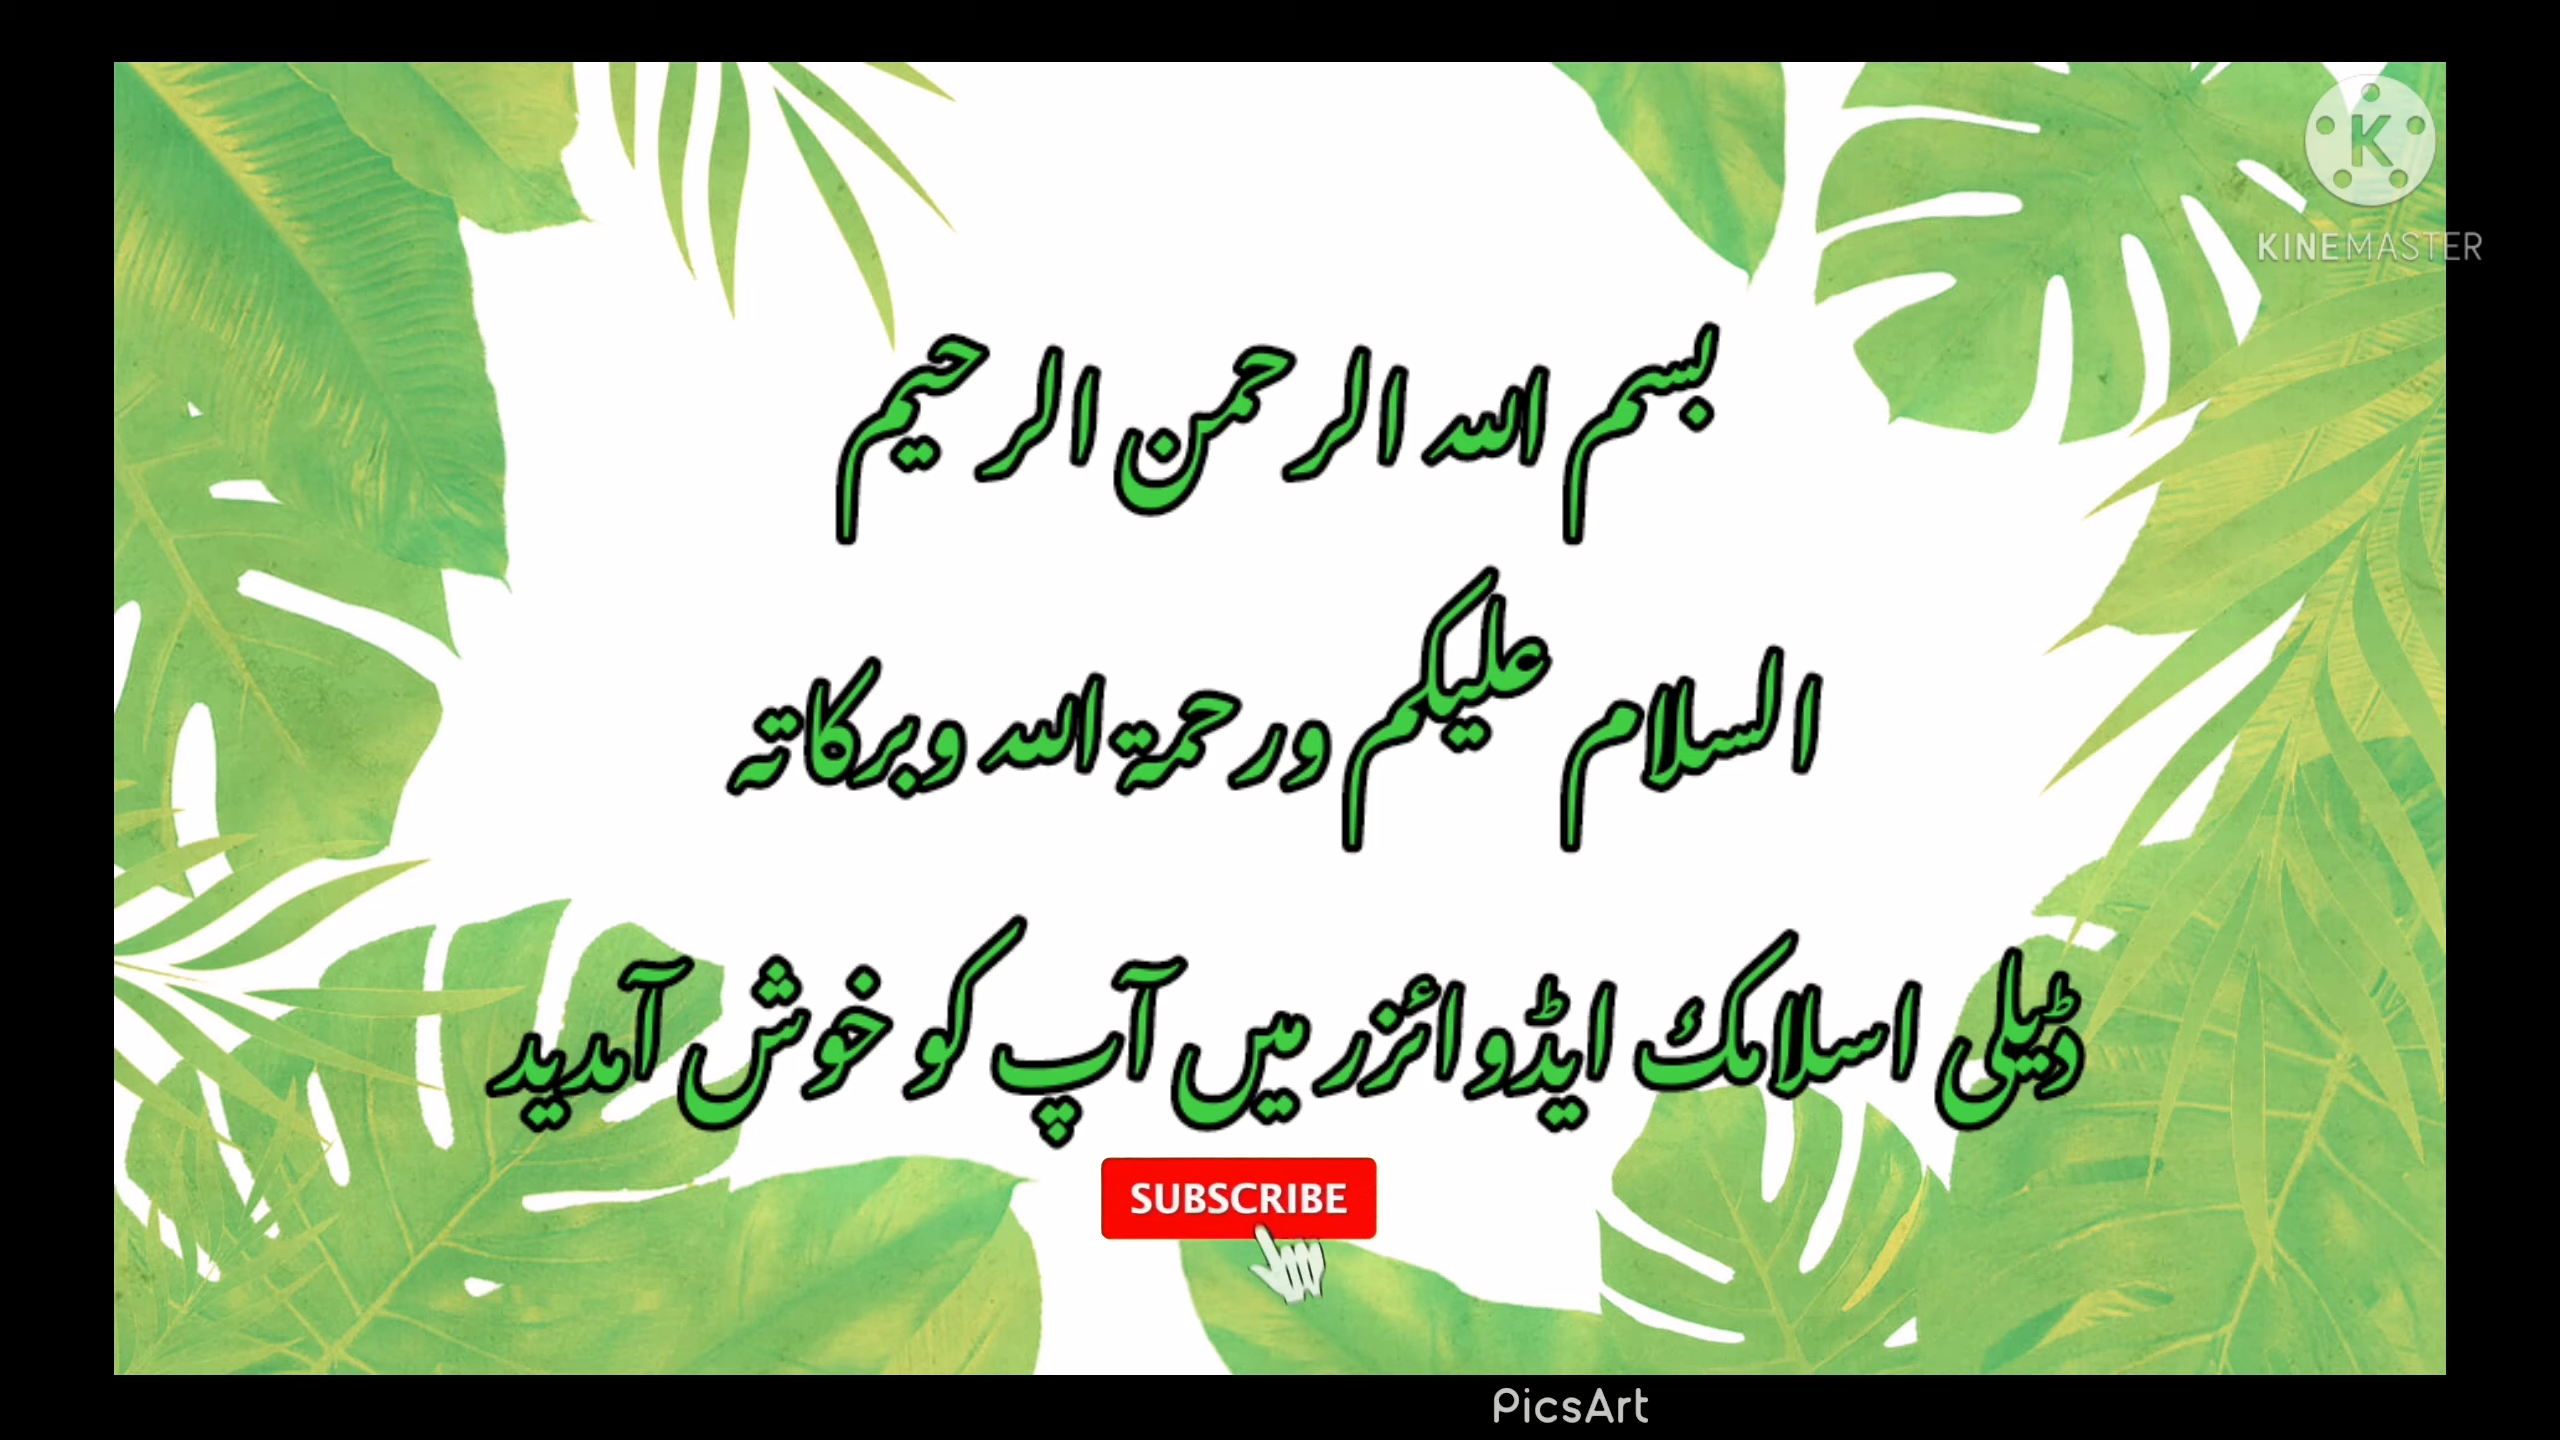 KINEMASTER
بسم اللہ الرحمن الرحیم
السلام علیکم ورحمۃ اللہ وبرکاتہ
ڈیلی اسلامک ایڈوائزر میں آپ کو خوش آمدید
SUBSCRIBE
PicsArt